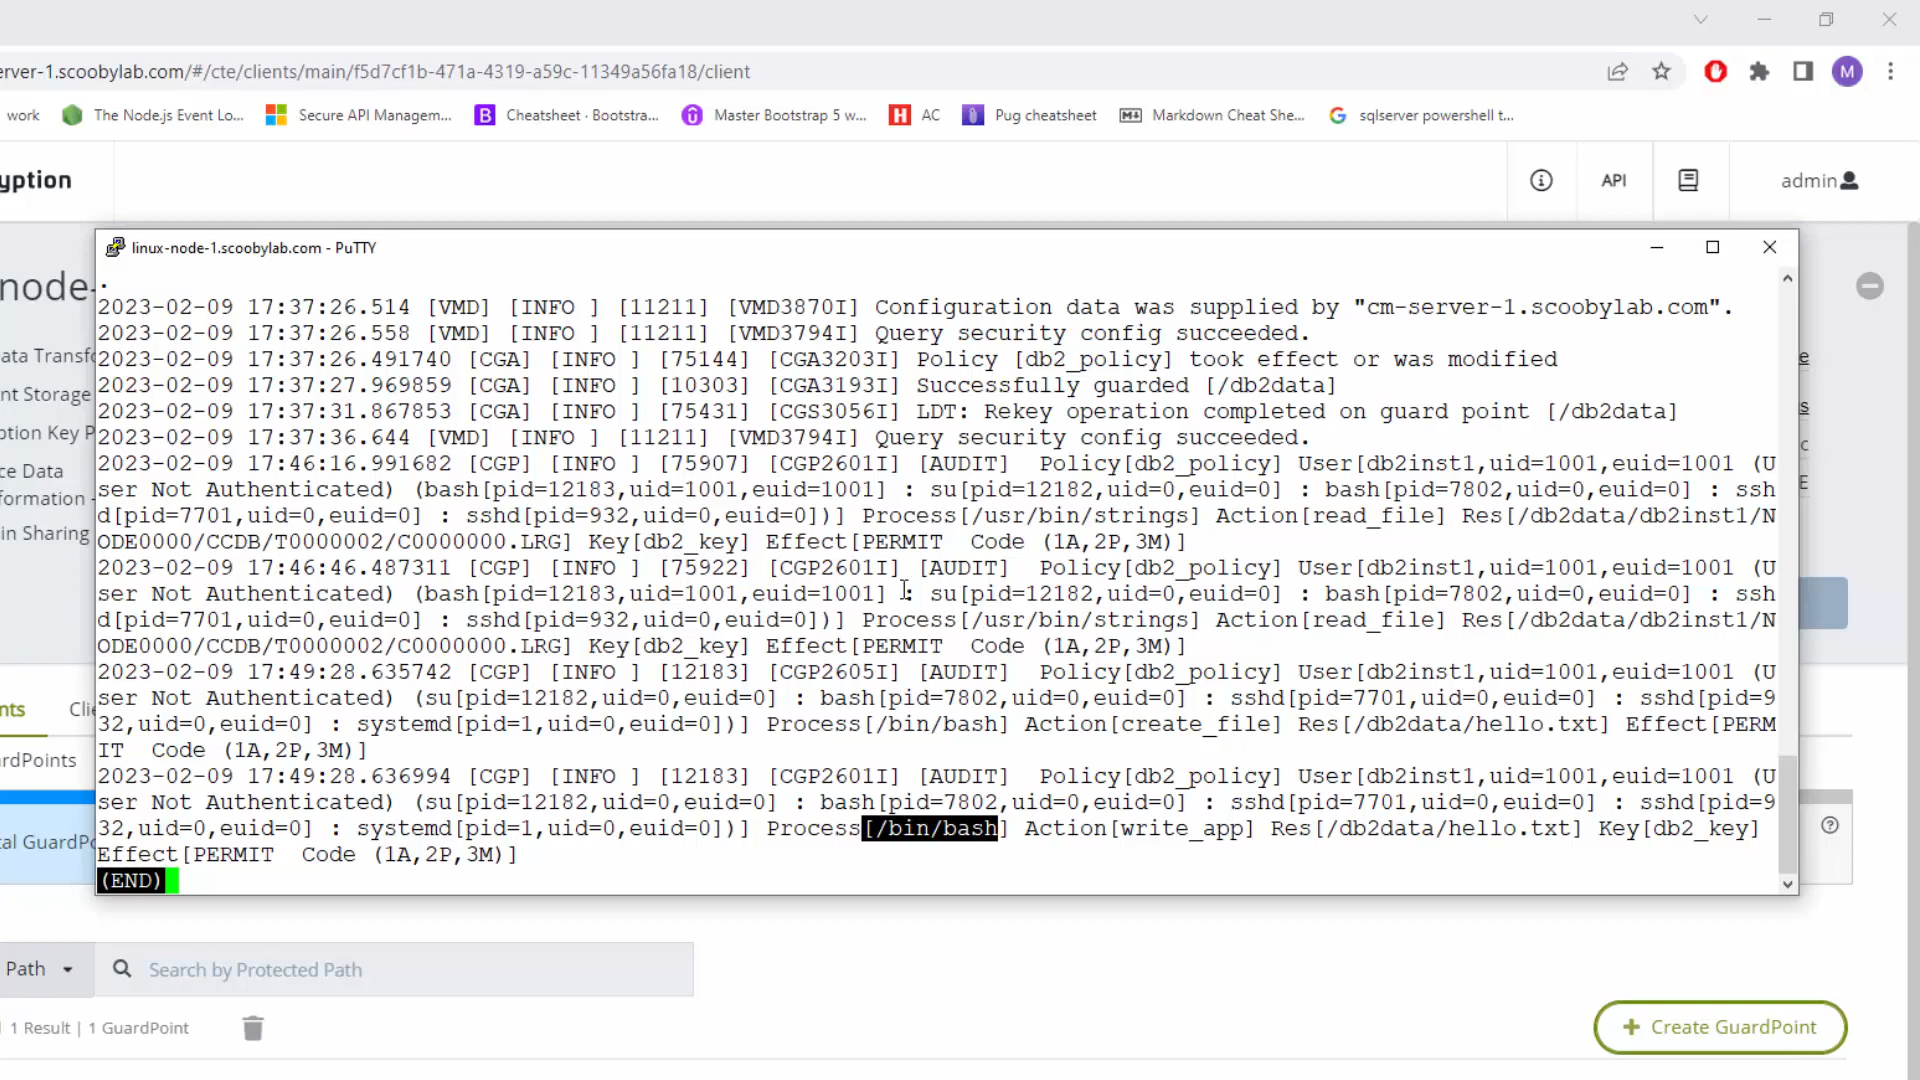 erver-1.scoobylab.com/#/cte/clients/main/f5d7cf1b-471a-4319-a59c-11349a56fa18/client
M
work The Node.js Event Lo... Secure API Managem... B Cheatsheet · Bootstra... Master Bootstrap 5 w... H AC Pug cheatsheet Markdown Cheat She... G sqlserver powershell t...
yption
API
admin
linux-node-1.scoobylab.com - PuTTY
.
2023-02-09 17:37:26.514 [VMD] [INFO ] [11211] [VMD3870I] Configuration data was supplied by "cm-server-1.scoobylab.com".
2023-02-09 17:37:26.558 [VMD] [INFO ] [11211] [VMD3794I] Query security config succeeded.
2023-02-09 17:37:26.491740 [CGA] [INFO ] [75144] [CGA3203I] Policy [db2_policy] took effect or was modified
2023-02-09 17:37:27.969859 [CGA] [INFO ] [10303] [CGA3193I] Successfully guarded [/db2data]
2023-02-09 17:37:31.867853 [CGA] [INFO ] [75431] [CGS3056I] LDT: Rekey operation completed on guard point [/db2data]
2023-02-09 17:37:36.644 [VMD] [INFO ] [11211] [VMD3794I] Query security config succeeded.
2023-02-09 17:46:16.991682 [CGP] [INFO ] [75907] [CGP2601I] [AUDIT]  Policy[db2_policy] User[db2inst1,uid=1001,euid=1001 (U
ser Not Authenticated) (bash[pid=12183,uid=1001,euid=1001] : su[pid=12182,uid=0,euid=0] : bash[pid=7802,uid=0,euid=0] : ssh
d[pid=7701,uid=0,euid=0] : sshd[pid=932,uid=0,euid=0])] Process[/usr/bin/strings] Action[read_file] Res[/db2data/db2inst1/N
ODE0000/CCDB/T0000002/C0000000.LRG] Key[db2_key] Effect[PERMIT  Code (1A,2P,3M)]
2023-02-09 17:46:46.487311 [CGP] [INFO ] [75922] [CGP2601I] [AUDIT]  Policy[db2_policy] User[db2inst1,uid=1001,euid=1001 (U
ser Not Authenticated) (bash[pid=12183,uid=1001,euid=1001] : su[pid=12182,uid=0,euid=0] : bash[pid=7802,uid=0,euid=0] : ssh
d[pid=7701,uid=0,euid=0] : sshd[pid=932,uid=0,euid=0])] Process[/usr/bin/strings] Action[read_file] Res[/db2data/db2inst1/N
ODE0000/CCDB/T0000002/C0000000.LRG] Key[db2_key] Effect[PERMIT  Code (1A,2P,3M)]
2023-02-09 17:49:28.635742 [CGP] [INFO ] [12183] [CGP2605I] [AUDIT]  Policy[db2_policy] User[db2inst1,uid=1001,euid=1001 (U
ser Not Authenticated) (su[pid=12182,uid=0,euid=0] : bash[pid=7802,uid=0,euid=0] : sshd[pid=7701,uid=0,euid=0] : sshd[pid=9
32,uid=0,euid=0] : systemd[pid=1,uid=0,euid=0])] Process[/bin/bash] Action[create_file] Res[/db2data/hello.txt] Effect[PERM
IT  Code (1A,2P,3M)]
2023-02-09 17:49:28.636994 [CGP] [INFO ] [12183] [CGP2601I] [AUDIT]  Policy[db2_policy] User[db2inst1,uid=1001,euid=1001 (U
ser Not Authenticated) (su[pid=12182,uid=0,euid=0] : bash[pid=7802,uid=0,euid=0] : sshd[pid=7701,uid=0,euid=0] : sshd[pid=9
32,uid=0,euid=0] : systemd[pid=1,uid=0,euid=0])] Process[/bin/bash] Action[write_app] Res[/db2data/hello.txt] Key[db2_key]
Effect[PERMIT  Code (1A,2P,3M)]
(END)
node-
ata Transfo
nt Storage
ption Key P
ce Data
formation -
in Sharing
e
s
c
E
nts Clie
rdPoints
tal GuardPo
Path Search by Protected Path
1 Result | 1 GuardPoint
+ Create GuardPoint